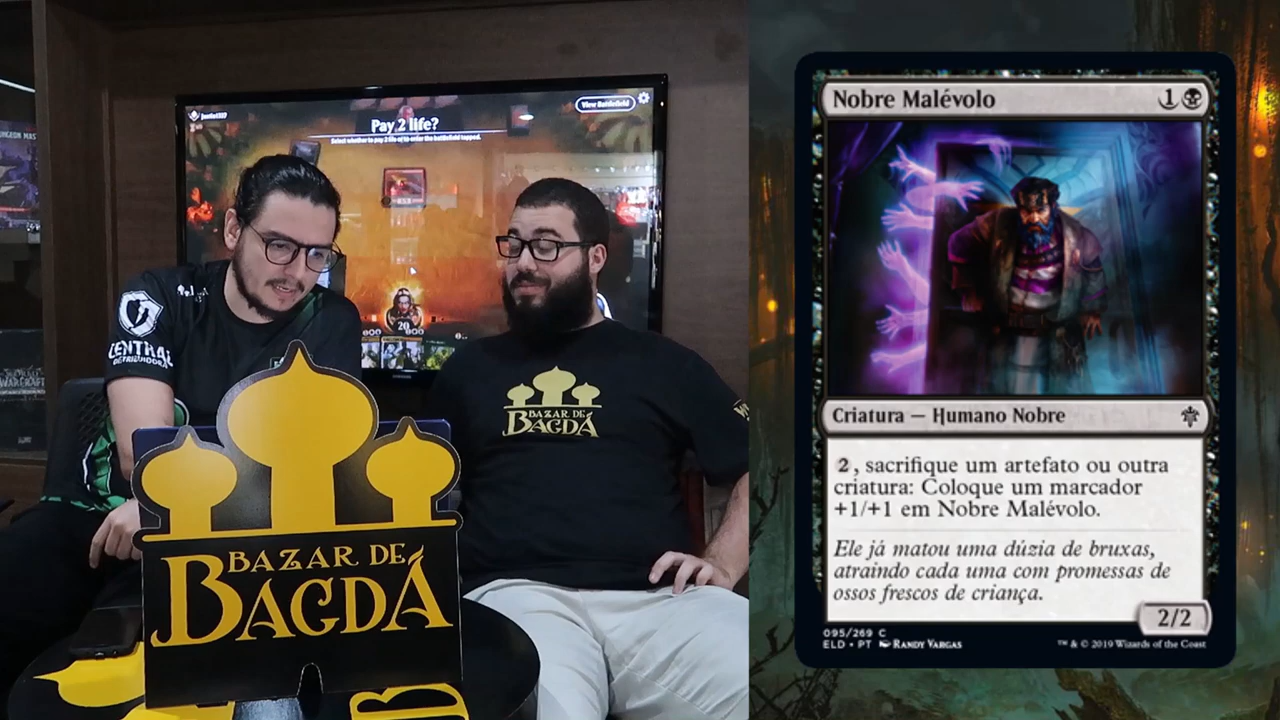 View Battlefield
Pay 2 life?
CENTRAL
20
BAZAR DE
BAGDÁ
BAZAR DE
BAGDÁ
Nobre Malévolo
1
Criatura — Humano Nobre
2, sacrifique um artefato ou outra
criatura: Coloque um marcador
+1/+1 em Nobre Malévolo.
Ele já matou uma dúzia de bruxas,
atraindo cada uma com promessas de
ossos frescos de criança.
2/2
095/269 C
ELD • PT RANDY VARGAS
™ & © 2019 Wizards of the Coast